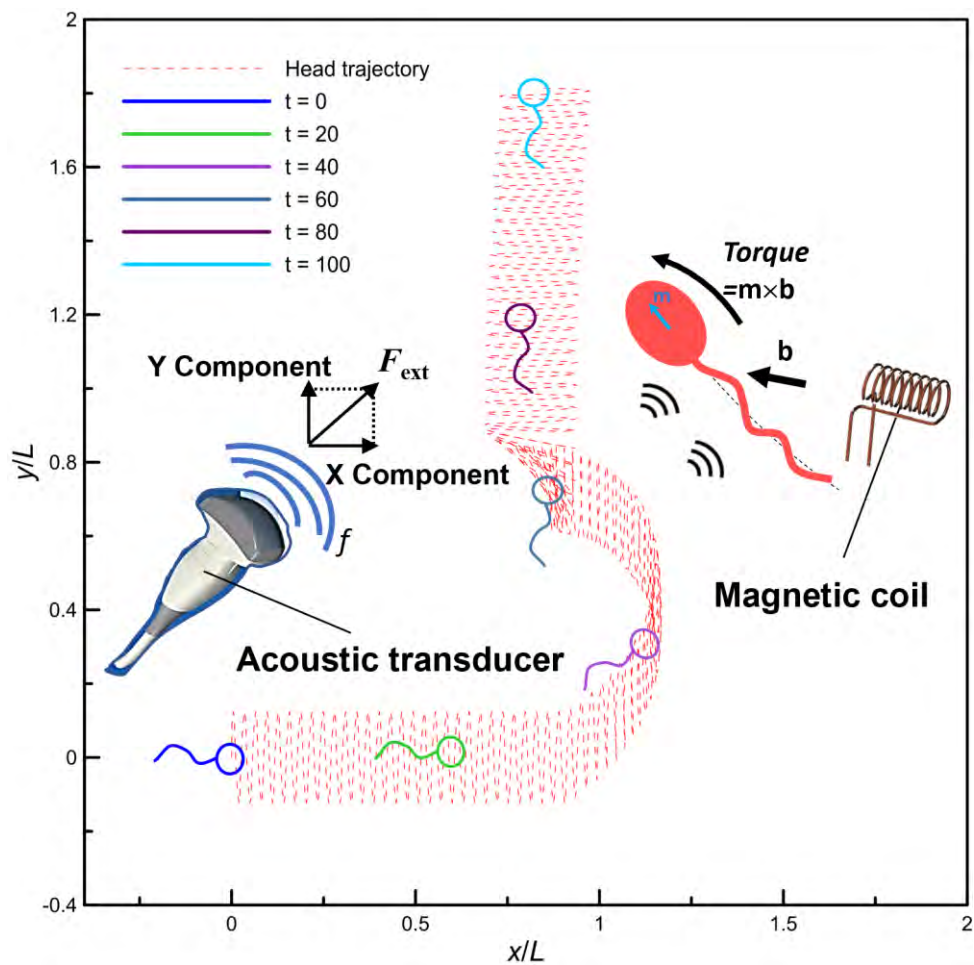 2
1.6
1.2
0.8
0.4
0
-0.4
y/L
Head trajectory
t = 0
t = 20
t = 40
t = 60
t = 80
t = 100
Torque
=m×b
m
b
Y Component
F_ext
X Component
f
Acoustic transducer
Magnetic coil
0
0.5
1
1.5
2
x/L